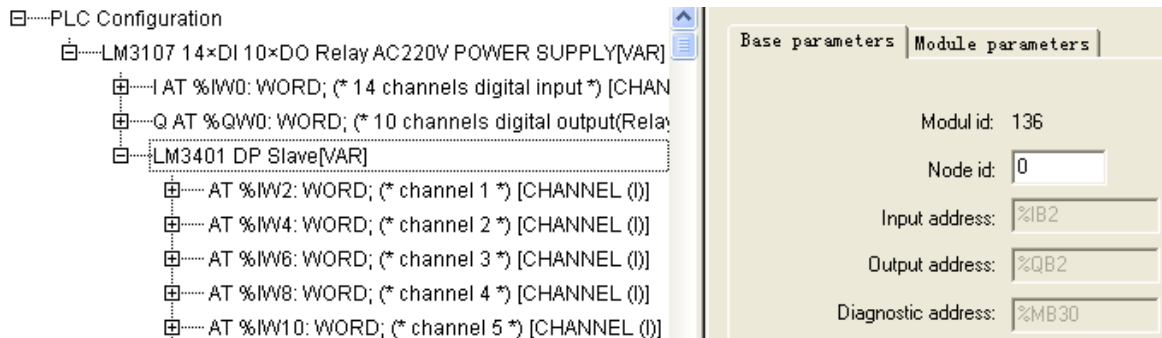 PLC Configuration
LM3107 14×DI 10×DO Relay AC220V POWER SUPPLY[VAR]
I AT %IW0: WORD; (* 14 channels digital input *) [CHAN
Q AT %QW0: WORD; (* 10 channels digital output(Relay
LM3401 DP Slave[VAR]
AT %IW2: WORD; (* channel 1 *) [CHANNEL (I)]
AT %IW4: WORD; (* channel 2 *) [CHANNEL (I)]
AT %IW6: WORD; (* channel 3 *) [CHANNEL (I)]
AT %IW8: WORD; (* channel 4 *) [CHANNEL (I)]
AT %IW10: WORD; (* channel 5 *) [CHANNEL (I)]
Base parameters Module parameters
Modul id: 136
Node id: 0
Input address: %IB2
Output address: %QB2
Diagnostic address: %MB30